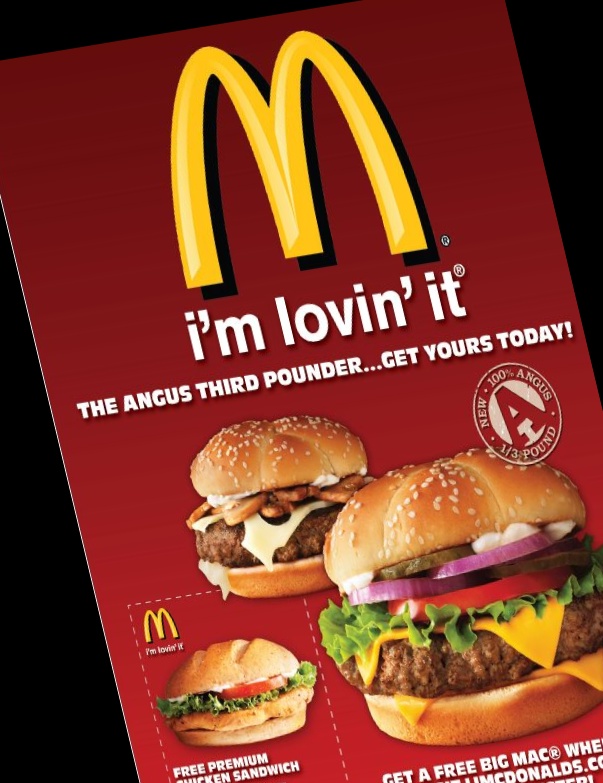 i'm lovin' it®
THE ANGUS THIRD POUNDER...GET YOURS TODAY!
NEW · 100% ANGUS · 1/3 POUND
A
®
M
i'm lovin' it
FREE PREMIUM
CHICKEN SANDWICH
GET A FREE BIG MAC®